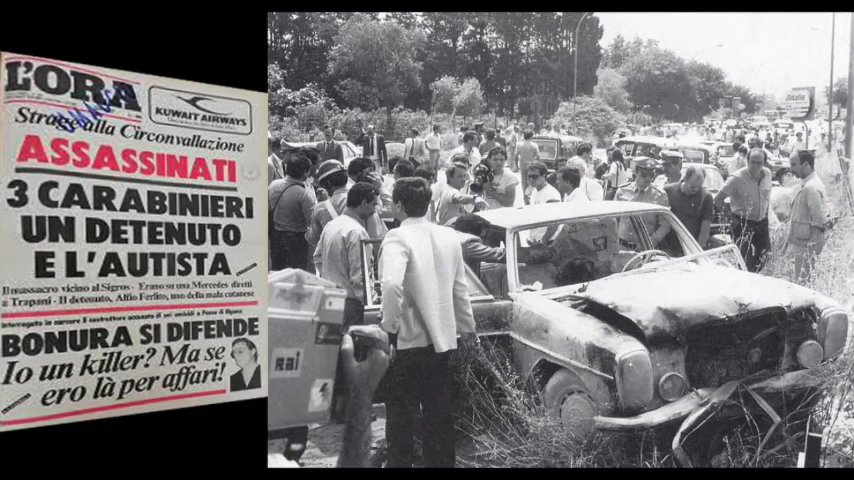 L'ORA
KUWAIT AIRWAYS
Strage alla Circonvallazione
ASSASSINATI
3 CARABINIERI
UN DETENUTO
E L'AUTISTA
Il massacro vicino al Sigros - Erano su una Mercedes diretti
a Trapani - Il detenuto, Alfio Ferlito, uno della mala catanese
BONURA SI DIFENDE
Io un killer? Ma se
ero là per affari!
Rai